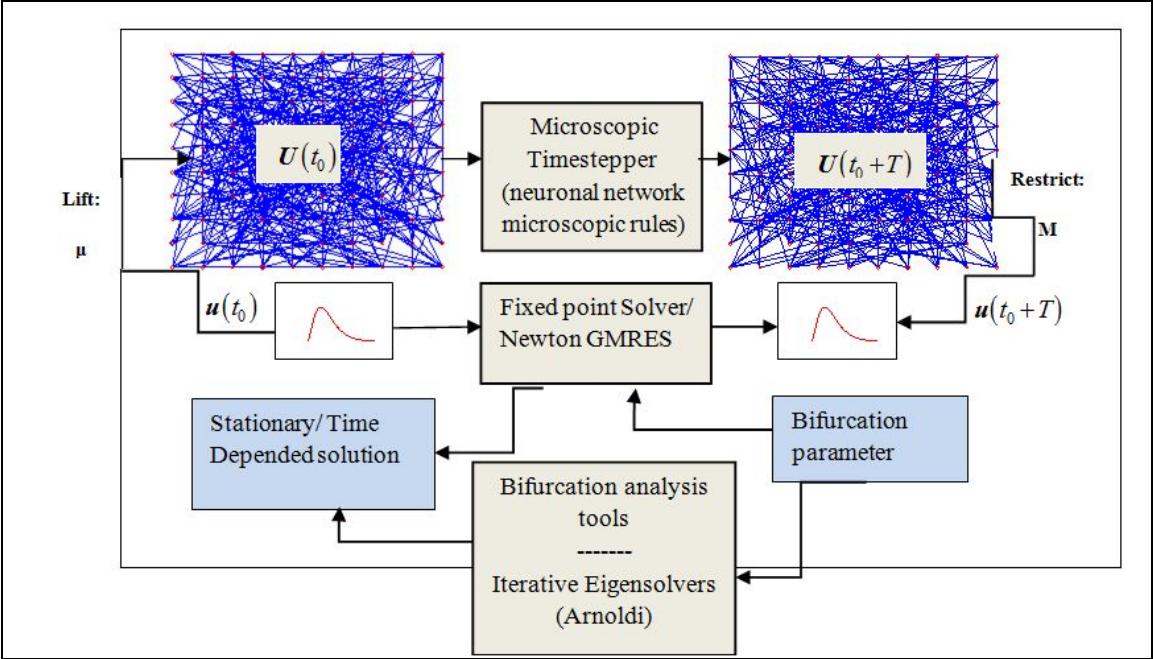 U(t₀)
Microscopic
Timestepper
(neuronal network
microscopic rules)
U(t₀+T)
Lift:
μ
Restrict:
M
u(t₀)
Fixed point Solver/
Newton GMRES
u(t₀+T)
Stationary/ Time
Depended solution
Bifurcation
parameter
Bifurcation analysis
tools
-------
Iterative Eigensolvers
(Arnoldi)